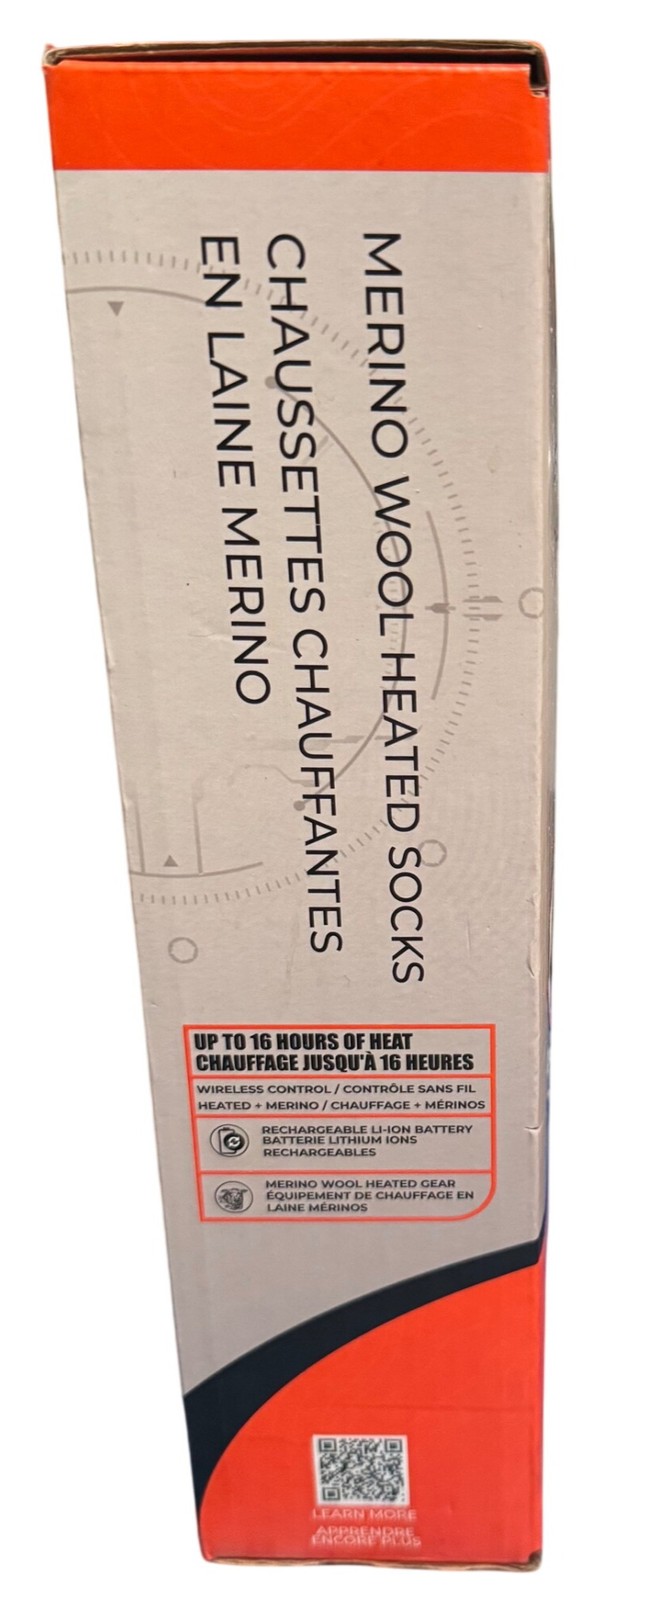 MERINO WOOL HEATED SOCKS
CHAUSSETTES CHAUFFANTES
EN LAINE MERINO
UP TO 16 HOURS OF HEAT
CHAUFFAGE JUSQU'À 16 HEURES
WIRELESS CONTROL / CONTRÔLE SANS FIL
HEATED + MERINO / CHAUFFAGE + MÉRINOS
RECHARGEABLE LI-ION BATTERY
BATTERIE LITHIUM IONS
RECHARGEABLES
MERINO WOOL HEATED GEAR
ÉQUIPEMENT DE CHAUFFAGE EN
LAINE MÉRINOS
LEARN MORE
APPRENDRE
ENCORE PLUS